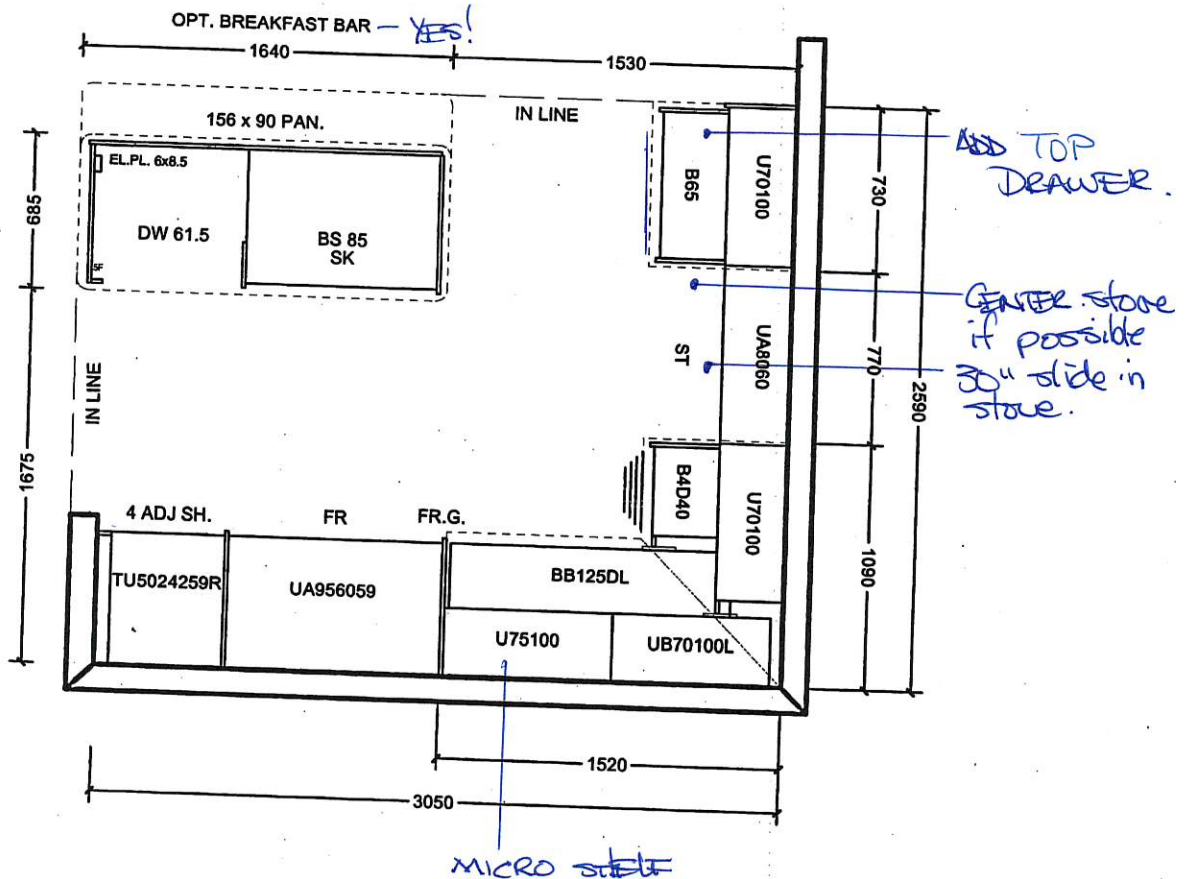 OPT. BREAKFAST BAR – YES!
1640
1530
156 x 90 PAN.
IN LINE
EL.PL. 6x8.5
685
DW 61.5
BS 85
SK
SF
B65
U70100
730
ADD TOP
DRAWER.
CENTER stove
if possible
30" slide in
stove.
ST
UA8060
770
2590
IN LINE
1675
B4D40
U70100
1090
4 ADJ SH.
FR
FR.G.
TU5024259R
UA956059
BB125DL
U75100
UB70100L
1520
3050
MICRO SHELF